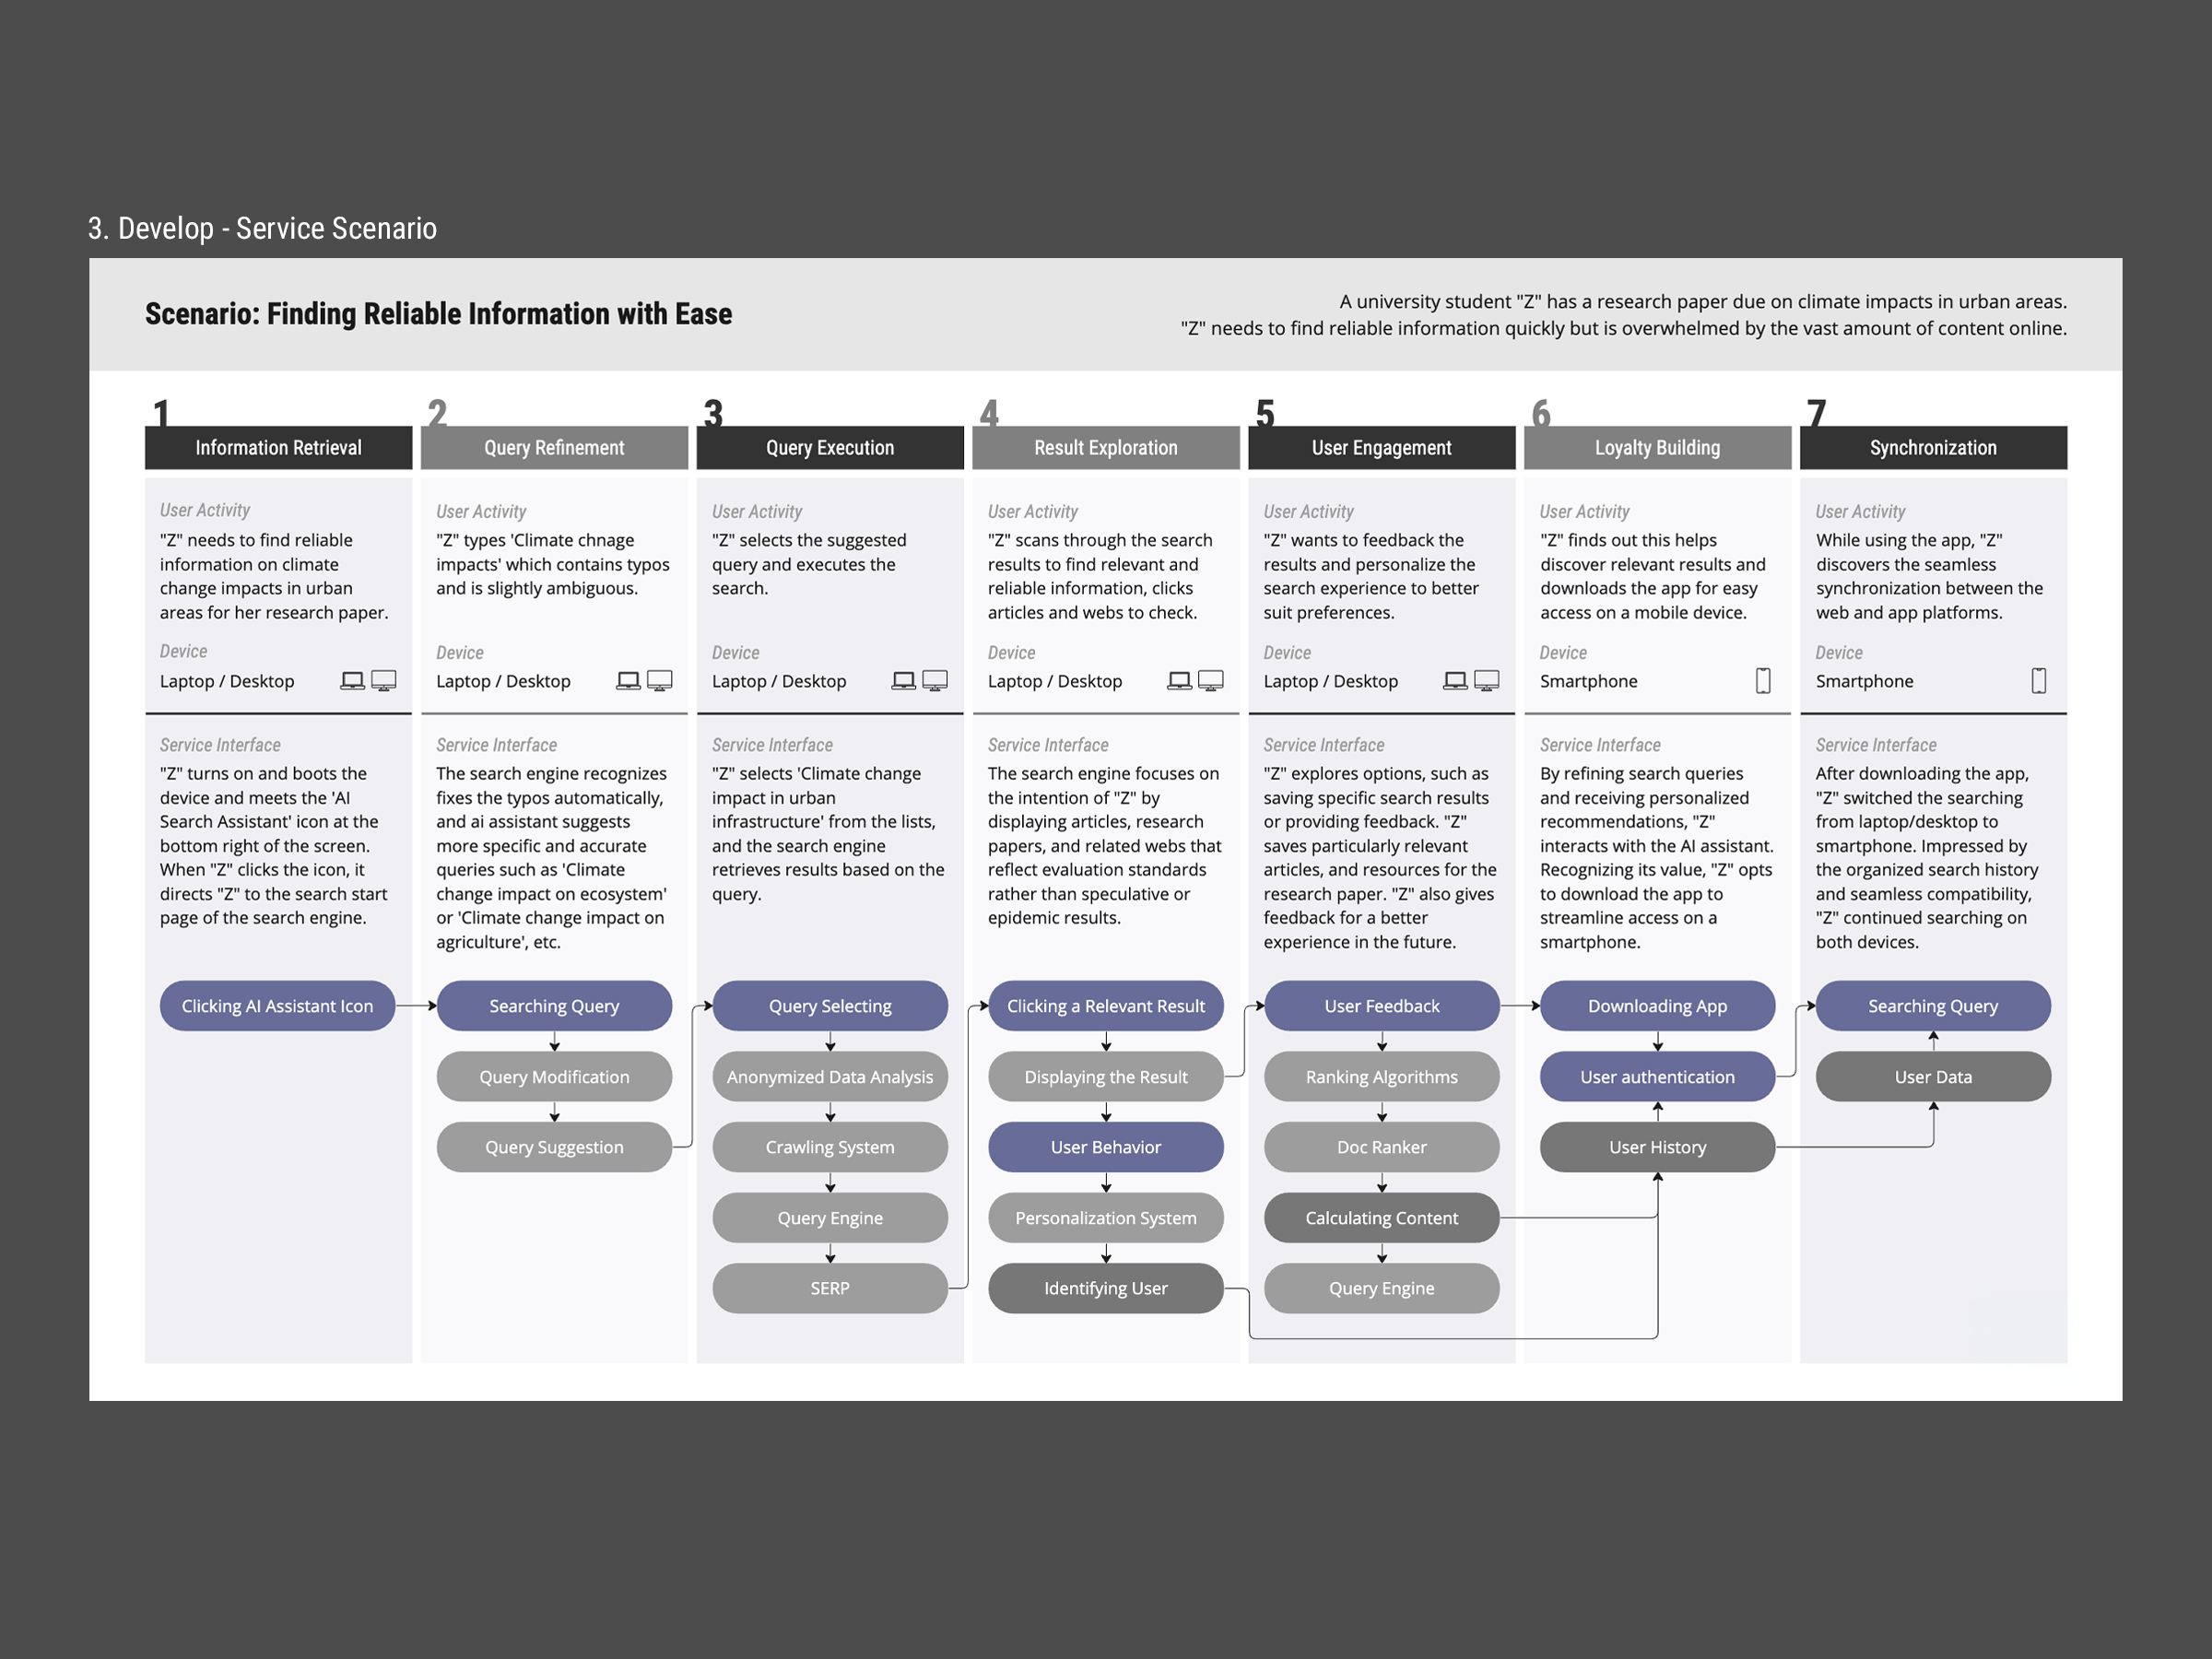 3. Develop - Service Scenario
Scenario: Finding Reliable Information with Ease
A university student "Z" has a research paper due on climate impacts in urban areas.
"Z" needs to find reliable information quickly but is overwhelmed by the vast amount of content online.
1
Information Retrieval
User Activity
"Z" needs to find reliable
information on climate
change impacts in urban
areas for her research paper.
Device
Laptop / Desktop
Service Interface
"Z" turns on and boots the
device and meets the 'AI
Search Assistant' icon at the
bottom right of the screen.
When "Z" clicks the icon, it
directs "Z" to the search start
page of the search engine.
Clicking AI Assistant Icon
2
Query Refinement
User Activity
"Z" types 'Climate chnage
impacts' which contains typos
and is slightly ambiguous.
Device
Laptop / Desktop
Service Interface
The search engine recognizes
fixes the typos automatically,
and ai assistant suggests
more specific and accurate
queries such as 'Climate
change impact on ecosystem'
or 'Climate change impact on
agriculture', etc.
Searching Query
Query Modification
Query Suggestion
3
Query Execution
User Activity
"Z" selects the suggested
query and executes the
search.
Device
Laptop / Desktop
Service Interface
"Z" selects 'Climate change
impact in urban
infrastructure' from the lists,
and the search engine
retrieves results based on the
query.
Query Selecting
Anonymized Data Analysis
Crawling System
Query Engine
SERP
4
Result Exploration
User Activity
"Z" scans through the search
results to find relevant and
reliable information, clicks
articles and webs to check.
Device
Laptop / Desktop
Service Interface
The search engine focuses on
the intention of "Z" by
displaying articles, research
papers, and related webs that
reflect evaluation standards
rather than speculative or
epidemic results.
Clicking a Relevant Result
Displaying the Result
User Behavior
Personalization System
Identifying User
5
User Engagement
User Activity
"Z" wants to feedback the
results and personalize the
search experience to better
suit preferences.
Device
Laptop / Desktop
Service Interface
"Z" explores options, such as
saving specific search results
or providing feedback. "Z"
saves particularly relevant
articles, and resources for the
research paper. "Z" also gives
feedback for a better
experience in the future.
User Feedback
Ranking Algorithms
Doc Ranker
Calculating Content
Query Engine
6
Loyalty Building
User Activity
"Z" finds out this helps
discover relevant results and
downloads the app for easy
access on a mobile device.
Device
Smartphone
Service Interface
By refining search queries
and receiving personalized
recommendations, "Z"
interacts with the AI assistant.
Recognizing its value, "Z" opts
to download the app to
streamline access on a
smartphone.
Downloading App
User authentication
User History
7
Synchronization
User Activity
While using the app, "Z"
discovers the seamless
synchronization between the
web and app platforms.
Device
Smartphone
Service Interface
After downloading the app,
"Z" switched the searching
from laptop/desktop to
smartphone. Impressed by
the organized search history
and seamless compatibility,
"Z" continued searching on
both devices.
Searching Query
User Data